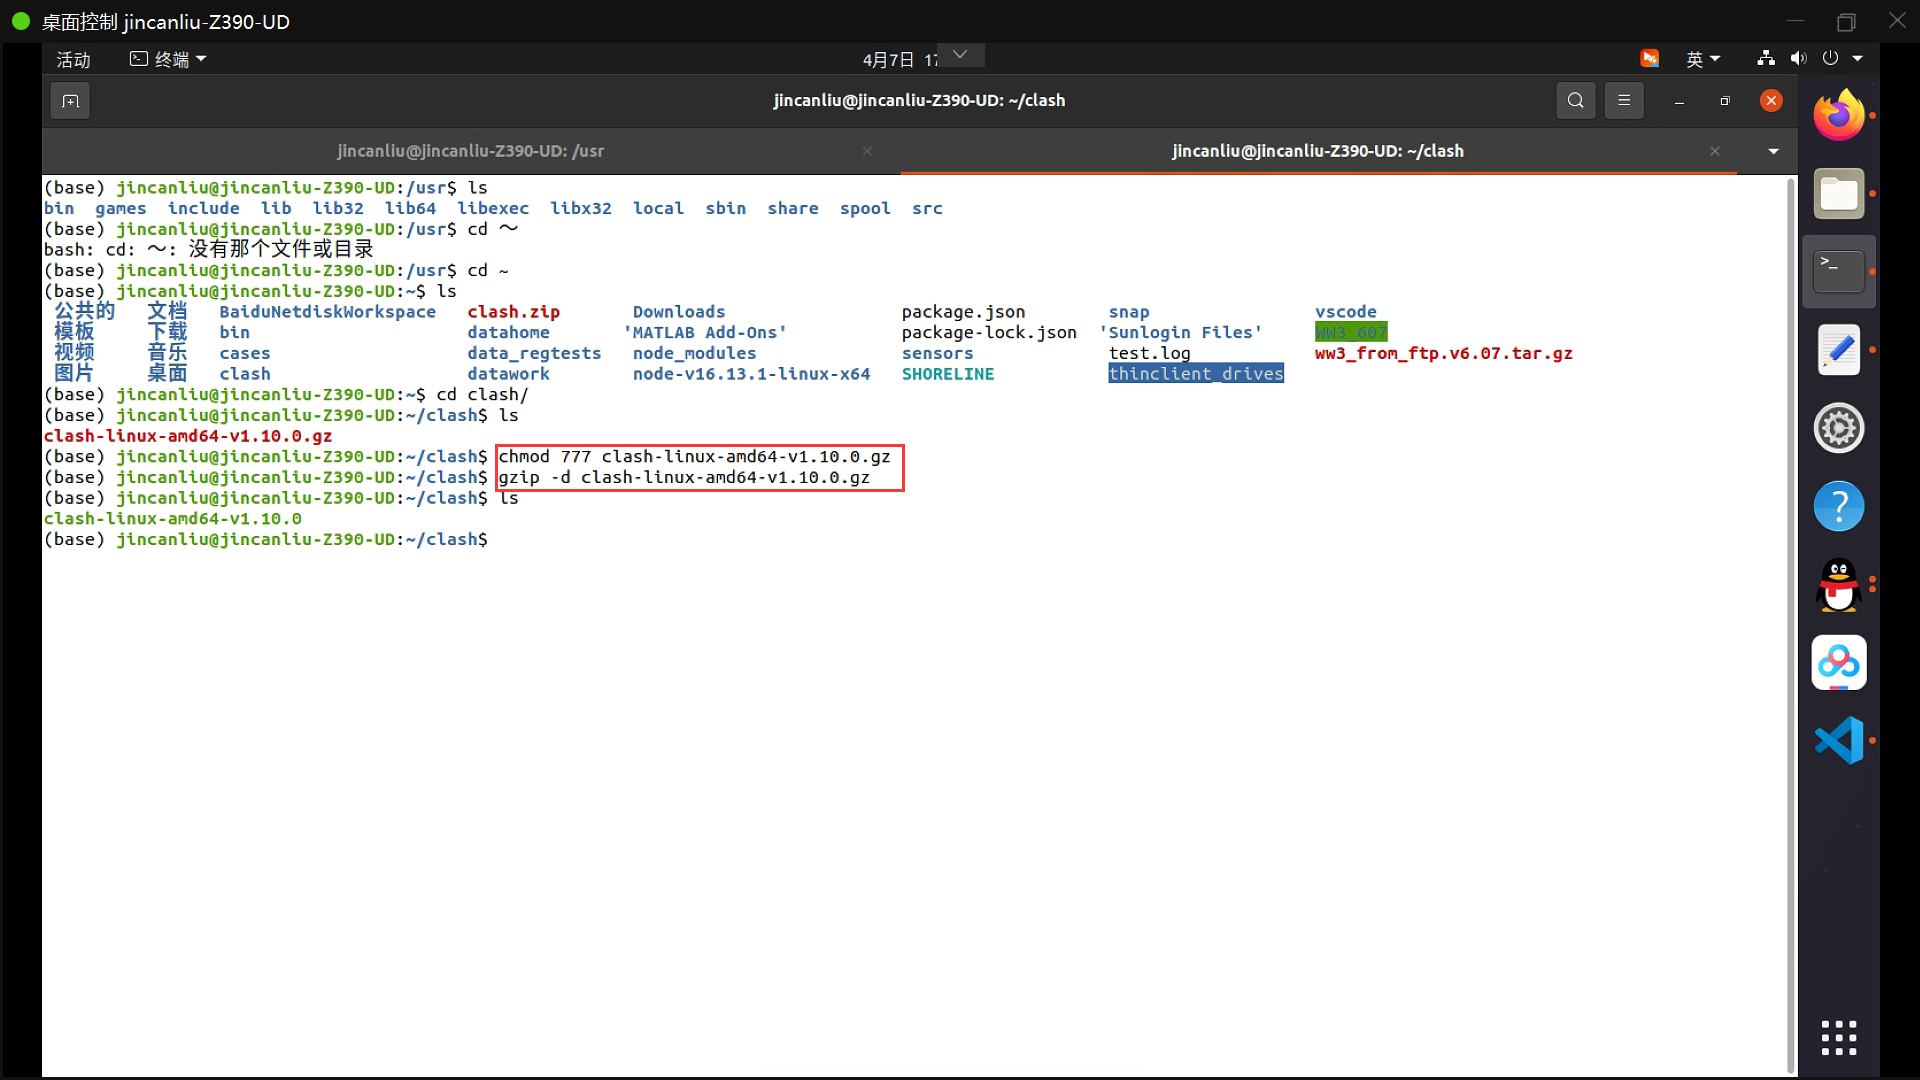 桌面控制 jincanliu-Z390-UD
活动 终端 4月7日 17 英
jincanliu@jincanliu-Z390-UD: ~/clash
jincanliu@jincanliu-Z390-UD: /usr jincanliu@jincanliu-Z390-UD: ~/clash
(base) jincanliu@jincanliu-Z390-UD:/usr$ ls
bin games include lib lib32 lib64 libexec libx32 local sbin share spool src
(base) jincanliu@jincanliu-Z390-UD:/usr$ cd ～
bash: cd: ～: 没有那个文件或目录
(base) jincanliu@jincanliu-Z390-UD:/usr$ cd ~
(base) jincanliu@jincanliu-Z390-UD:~$ ls
公共的 文档 BaiduNetdiskWorkspace clash.zip Downloads package.json snap vscode
模板 下载 bin datahome 'MATLAB Add-Ons' package-lock.json 'Sunlogin Files' WW3_607
视频 音乐 cases data_regtests node_modules sensors test.log ww3_from_ftp.v6.07.tar.gz
图片 桌面 clash datawork node-v16.13.1-linux-x64 SHORELINE thinclient_drives
(base) jincanliu@jincanliu-Z390-UD:~$ cd clash/
(base) jincanliu@jincanliu-Z390-UD:~/clash$ ls
clash-linux-amd64-v1.10.0.gz
(base) jincanliu@jincanliu-Z390-UD:~/clash$ chmod 777 clash-linux-amd64-v1.10.0.gz
(base) jincanliu@jincanliu-Z390-UD:~/clash$ gzip -d clash-linux-amd64-v1.10.0.gz
(base) jincanliu@jincanliu-Z390-UD:~/clash$ ls
clash-linux-amd64-v1.10.0
(base) jincanliu@jincanliu-Z390-UD:~/clash$